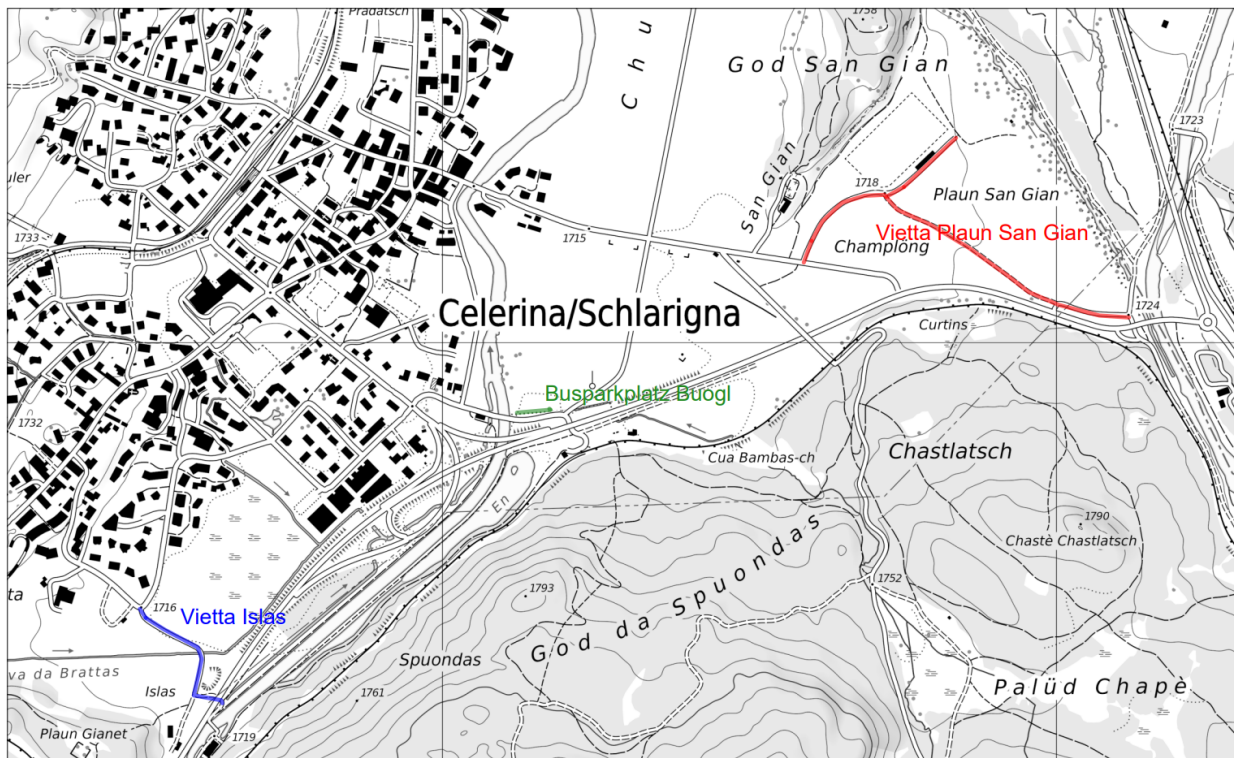 Pradatsch
1758
God San Gian
Chu
1723
uler
San Gian
1718
Plaun San Gian
1733
1715
Champlong
Vietta Plaun San Gian
1724
Celerina/Schlarigna
Curtins
Busparkplatz Buogl
1732
Cua Bambas-ch
Chastlatsch
En
1790
Chastè Chastlatsch
1793
1752
ta
1716
Vietta Islas
God da Spuondas
va da Brattas
Spuondas
Islas
1761
Palüd Chapè
Plaun Gianet
1719